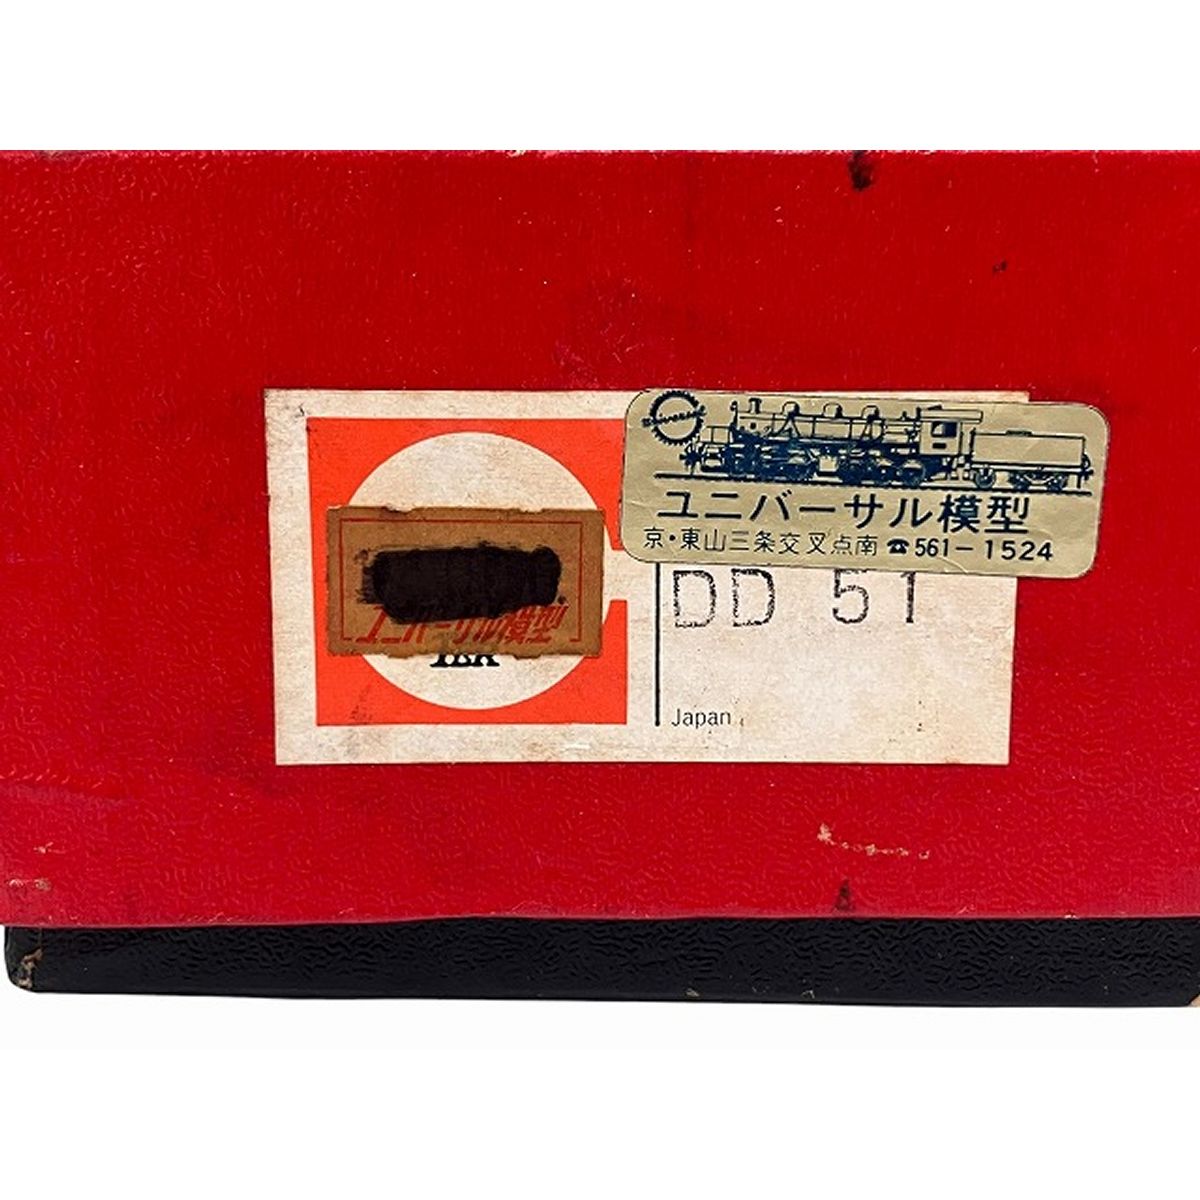 ユニバーサル模型
京・東山三条交叉点南 ☎ 561-1524
ユニバーサル模型
DD 51
Japan